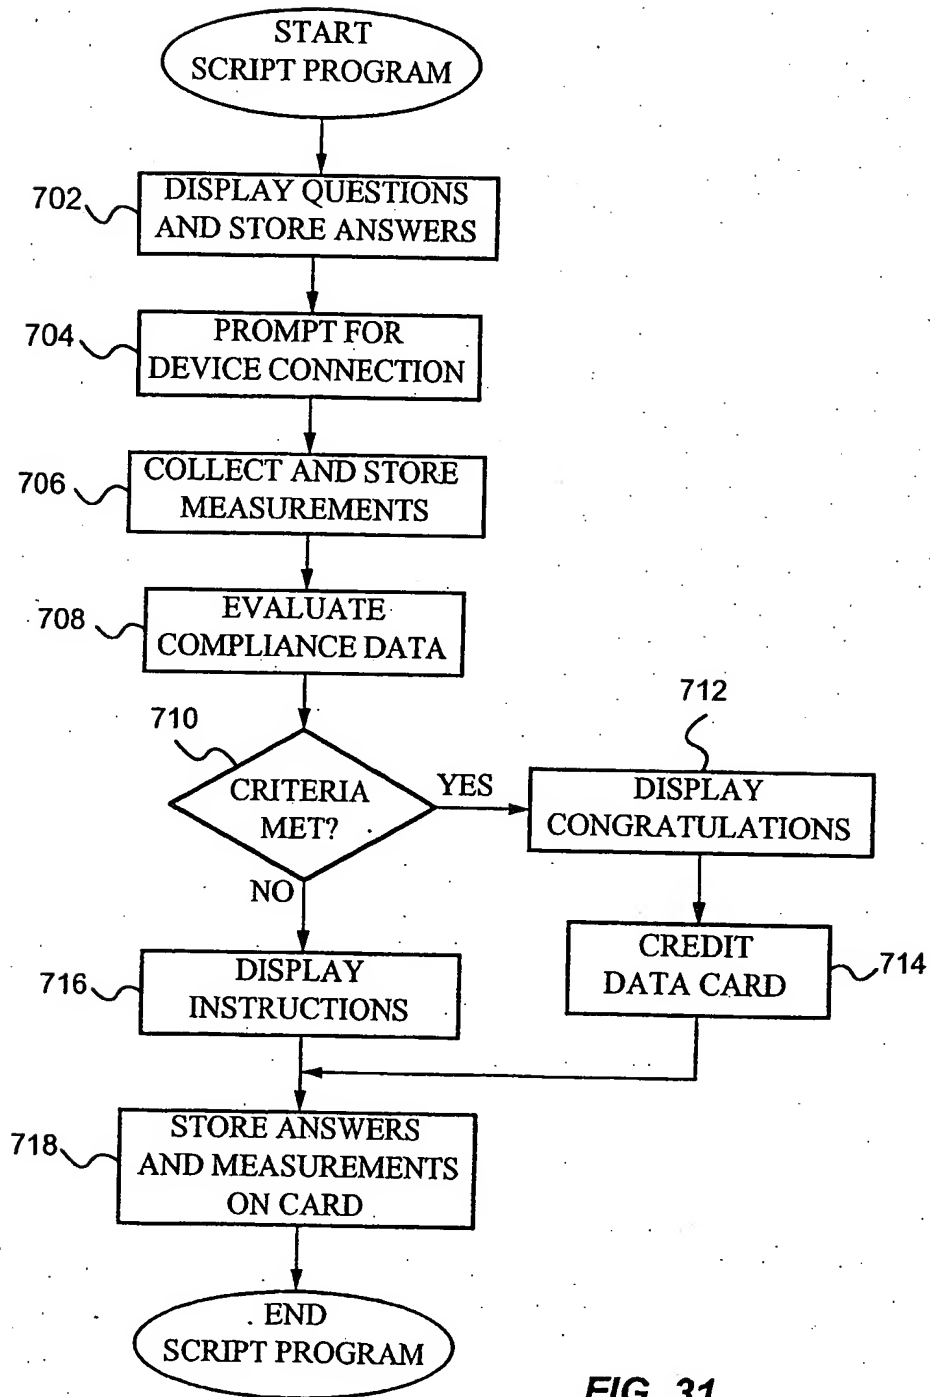 START
SCRIPT PROGRAM
702
DISPLAY QUESTIONS
AND STORE ANSWERS
704
PROMPT FOR
DEVICE CONNECTION
706
COLLECT AND STORE
MEASUREMENTS
708
EVALUATE
COMPLIANCE DATA
710
CRITERIA
MET?
YES
712
DISPLAY
CONGRATULATIONS
NO
716
DISPLAY
INSTRUCTIONS
CREDIT
DATA CARD
714
718
STORE ANSWERS
AND MEASUREMENTS
ON CARD
END
SCRIPT PROGRAM
FIG. 31